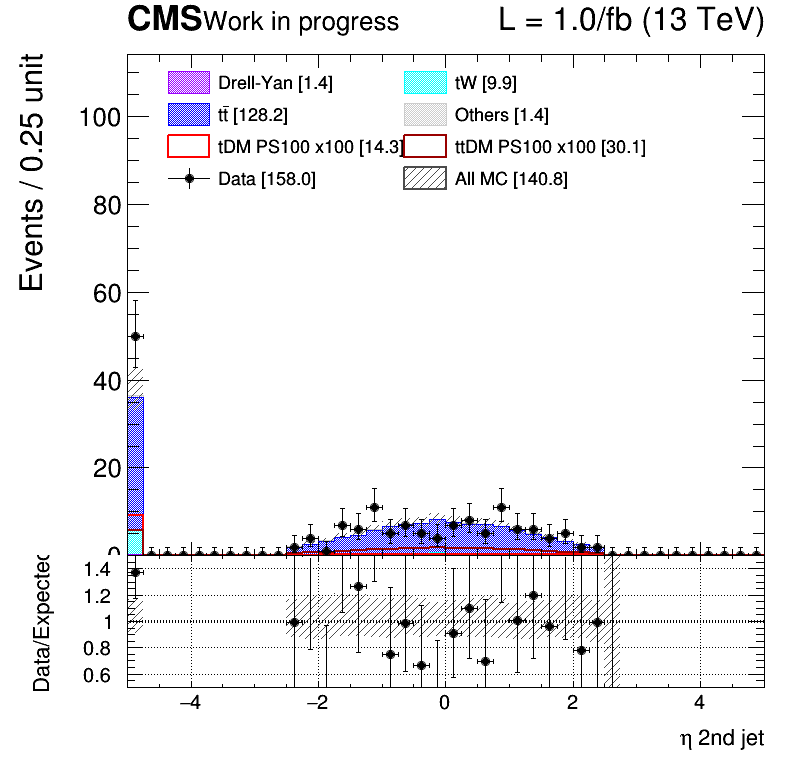 CMS Work in progress L = 1.0/fb (13 TeV)
Events / 0.25 unit
Drell-Yan [1.4] tW [9.9]
tt̄ [128.2] Others [1.4]
tDM PS100 x100 [14.3] ttDM PS100 x100 [30.1]
Data [158.0] All MC [140.8]
100
80
60
40
20
0
Data/Expected
1.4
1.2
1
0.8
0.6
−4 −2 0 2 4
η 2nd jet